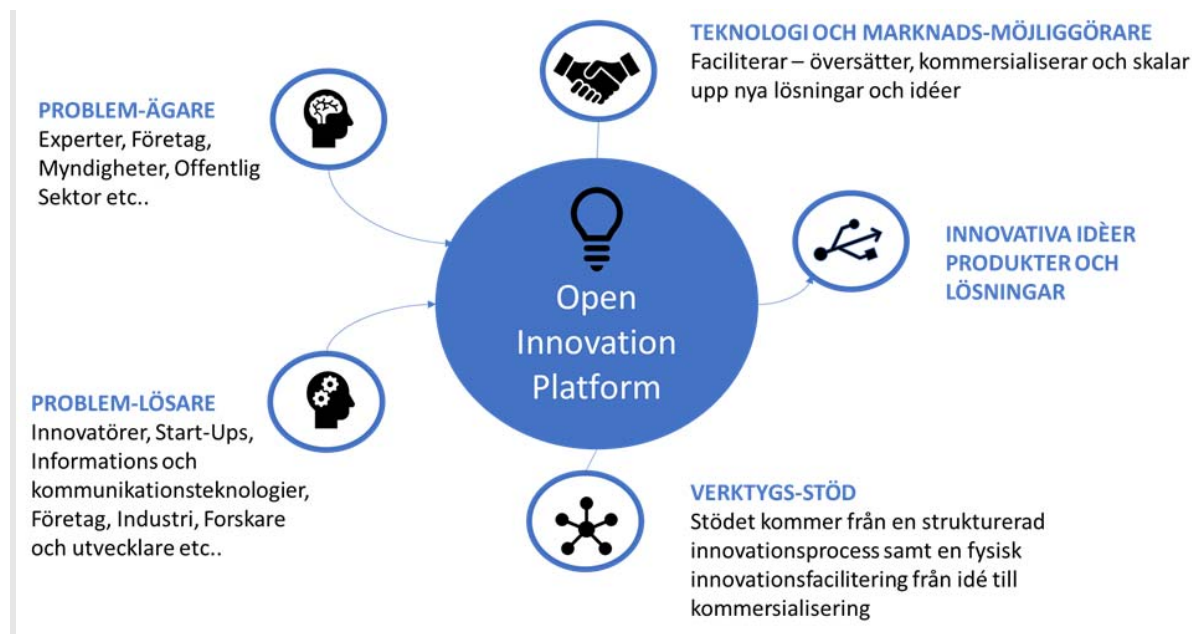 TEKNOLOGI OCH MARKNADS-MÖJLIGGÖRARE
Faciliterar – översätter, kommersialiserar och skalar
upp nya lösningar och idéer
PROBLEM-ÄGARE
Experter, Företag,
Myndigheter, Offentlig
Sektor etc..
INNOVATIVA IDÈER
PRODUKTER OCH
LÖSNINGAR
Open
Innovation
Platform
PROBLEM-LÖSARE
Innovatörer, Start-Ups,
Informations och
kommunikationsteknologier,
Företag, Industri, Forskare
och utvecklare etc..
VERKTYGS-STÖD
Stödet kommer från en strukturerad
innovationsprocess samt en fysisk
innovationsfacilitering från idé till
kommersialisering